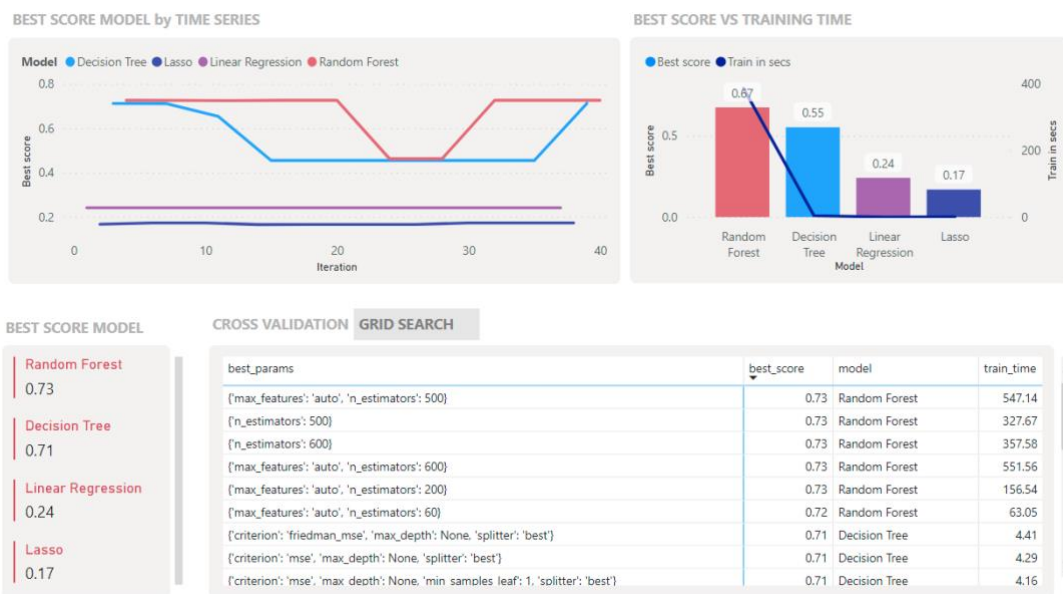 BEST SCORE MODEL by TIME SERIES
Model Decision Tree Lasso Linear Regression Random Forest
0.8
0.6
0.4
0.2
Best score
0 10 20 30 40
Iteration
BEST SCORE VS TRAINING TIME
Best score Train in secs
0.67
0.55
0.24
0.17
0.5
0.0
Best score
400
200
0
Train in secs
Random Forest
Decision Tree
Linear Regression
Lasso
Model
BEST SCORE MODEL
Random Forest
0.73
Decision Tree
0.71
Linear Regression
0.24
Lasso
0.17
CROSS VALIDATION GRID SEARCH
best_params best_score model train_time
{'max_features': 'auto', 'n_estimators': 500} 0.73 Random Forest 547.14
{'n_estimators': 500} 0.73 Random Forest 327.67
{'n_estimators': 600} 0.73 Random Forest 357.58
{'max_features': 'auto', 'n_estimators': 600} 0.73 Random Forest 551.56
{'max_features': 'auto', 'n_estimators': 200} 0.73 Random Forest 156.54
{'max_features': 'auto', 'n_estimators': 60} 0.72 Random Forest 63.05
{'criterion': 'friedman_mse', 'max_depth': None, 'splitter': 'best'} 0.71 Decision Tree 4.41
{'criterion': 'mse', 'max_depth': None, 'splitter': 'best'} 0.71 Decision Tree 4.29
{'criterion': 'mse', 'max_depth': None, 'min_samples_leaf': 1, 'splitter': 'best'} 0.71 Decision Tree 4.16